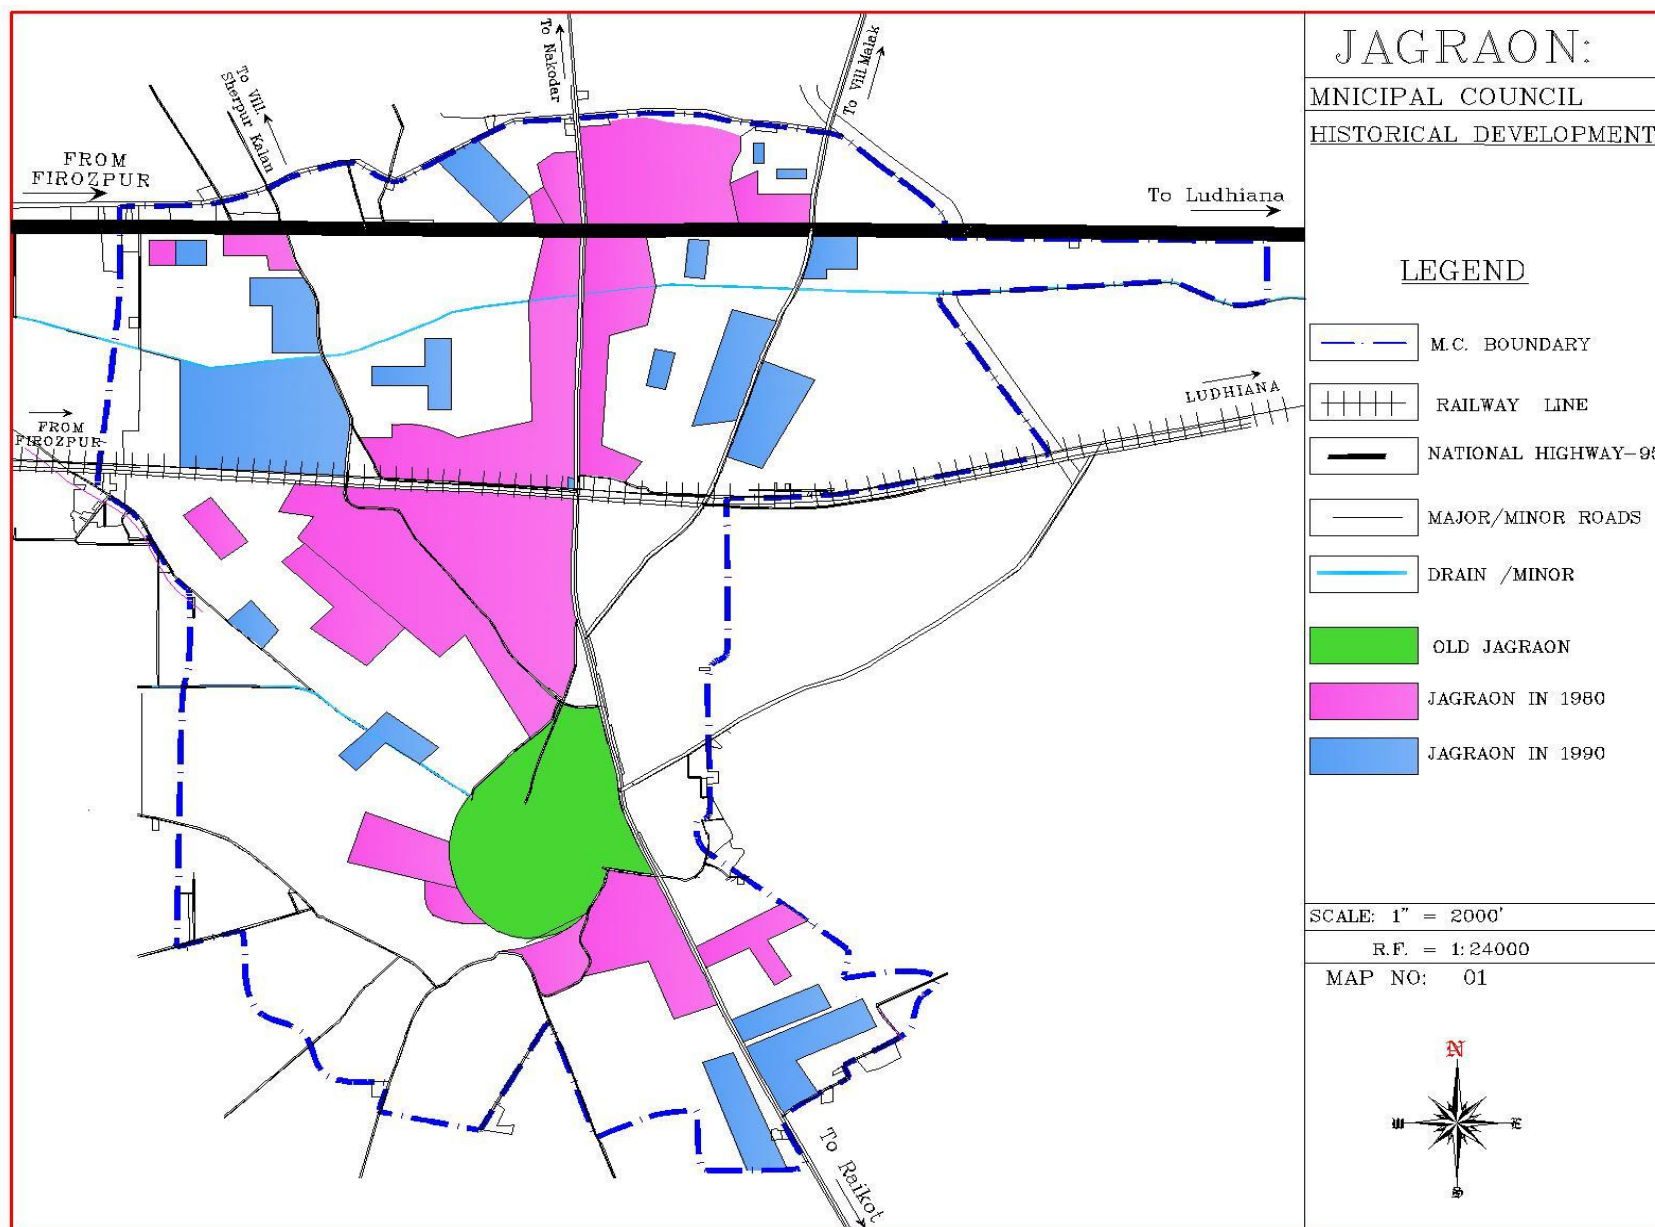 JAGRAON:
MNICIPAL COUNCIL
HISTORICAL DEVELOPMENT
To Vill.
Sherpur Kalan
To Nakodar
To Vill Malak
FROM
FIROZPUR
To Ludhiana
FROM
FIROZPUR
LUDHIANA
To Raikot
LEGEND
M.C. BOUNDARY
RAILWAY LINE
NATIONAL HIGHWAY-95
MAJOR/MINOR ROADS
DRAIN /MINOR
OLD JAGRAON
JAGRAON IN 1980
JAGRAON IN 1990
SCALE: 1" = 2000'
R.F. = 1:24000
MAP NO: 01
N
W
E
S